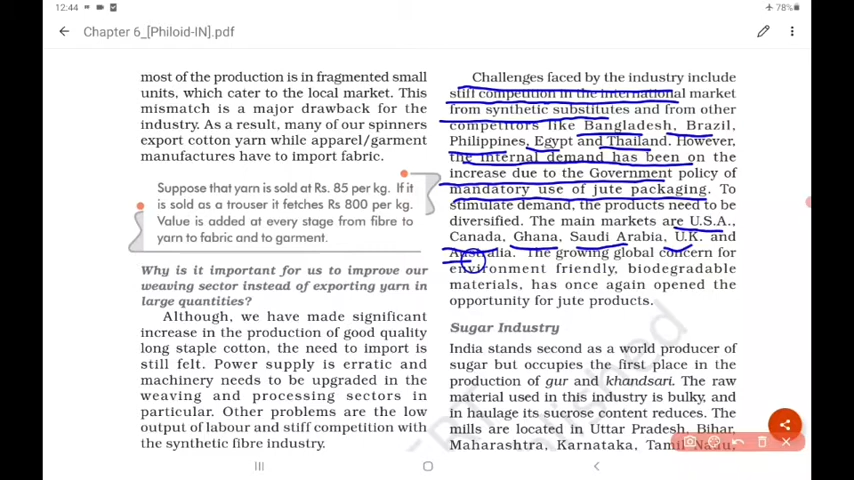 12:44
78%
Chapter 6_[Philoid-IN].pdf
most of the production is in fragmented small
units, which cater to the local market. This
mismatch is a major drawback for the
industry. As a result, many of our spinners
export cotton yarn while apparel/garment
manufactures have to import fabric.
Suppose that yarn is sold at Rs. 85 per kg. If it
is sold as a trouser it fetches Rs 800 per kg.
Value is added at every stage from fibre to
yarn to fabric and to garment.
Why is it important for us to improve our
weaving sector instead of exporting yarn in
large quantities?
Although, we have made significant
increase in the production of good quality
long staple cotton, the need to import is
still felt. Power supply is erratic and
machinery needs to be upgraded in the
weaving and processing sectors in
particular. Other problems are the low
output of labour and stiff competition with
the synthetic fibre industry.
Challenges faced by the industry include
stiff competition in the international market
from synthetic substitutes and from other
competitors like Bangladesh, Brazil,
Philippines, Egypt and Thailand. However,
the internal demand has been on the
increase due to the Government policy of
mandatory use of jute packaging. To
stimulate demand, the products need to be
diversified. The main markets are U.S.A.,
Canada, Ghana, Saudi Arabia, U.K. and
Australia. The growing global concern for
environment friendly, biodegradable
materials, has once again opened the
opportunity for jute products.
Sugar Industry
India stands second as a world producer of
sugar but occupies the first place in the
production of gur and khandsari. The raw
material used in this industry is bulky, and
in haulage its sucrose content reduces. The
mills are located in Uttar Pradesh, Bihar,
Maharashtra, Karnataka, Tamil Nadu,